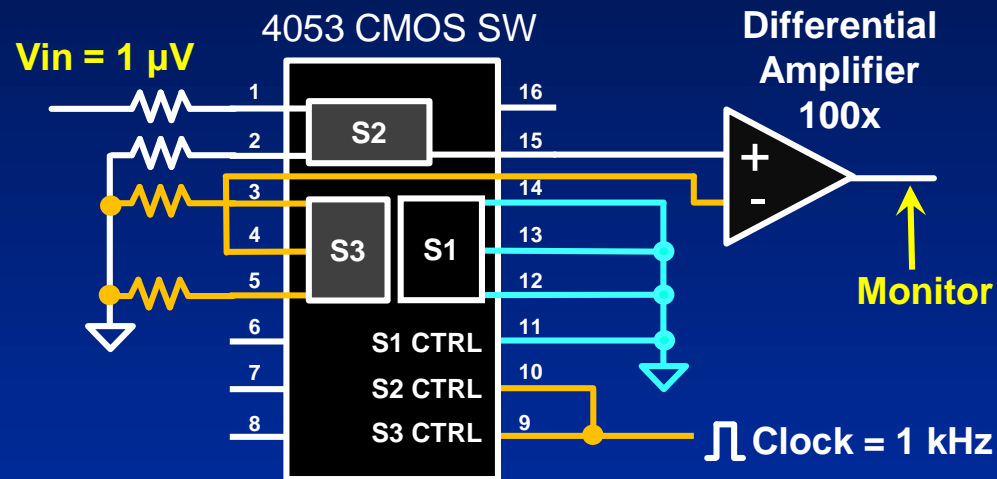 4053 CMOS SW
Differential
Amplifier
100x
Vin = 1 µV
1
2
3
4
5
6
7
8
16
15
14
13
12
11
10
9
S2
S3
S1
S1 CTRL
S2 CTRL
S3 CTRL
+
-
Monitor
Clock = 1 kHz